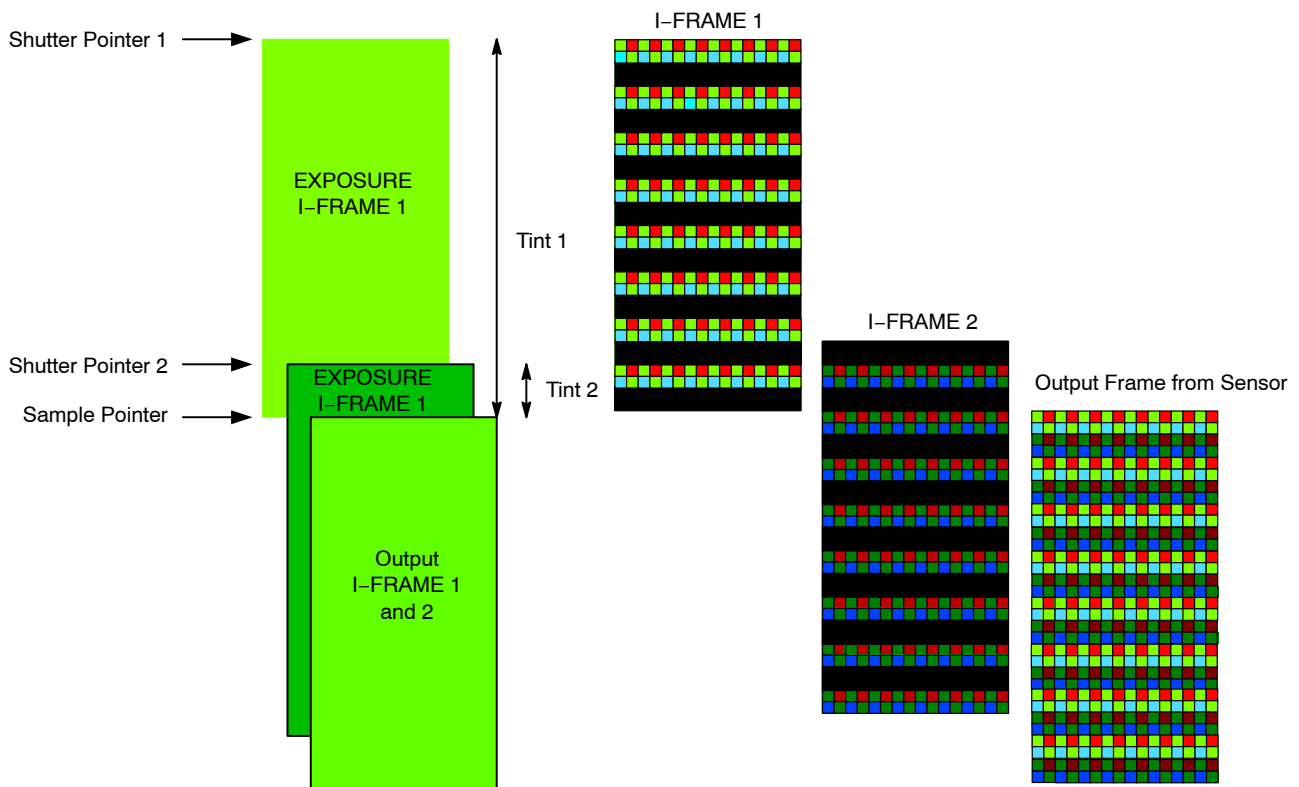 I−FRAME 1
Shutter Pointer 1
EXPOSURE
I−FRAME 1
Tint 1
I−FRAME 2
Shutter Pointer 2
EXPOSURE
I−FRAME 1
Tint 2
Output Frame from Sensor
Sample Pointer
Output
I−FRAME 1
and 2